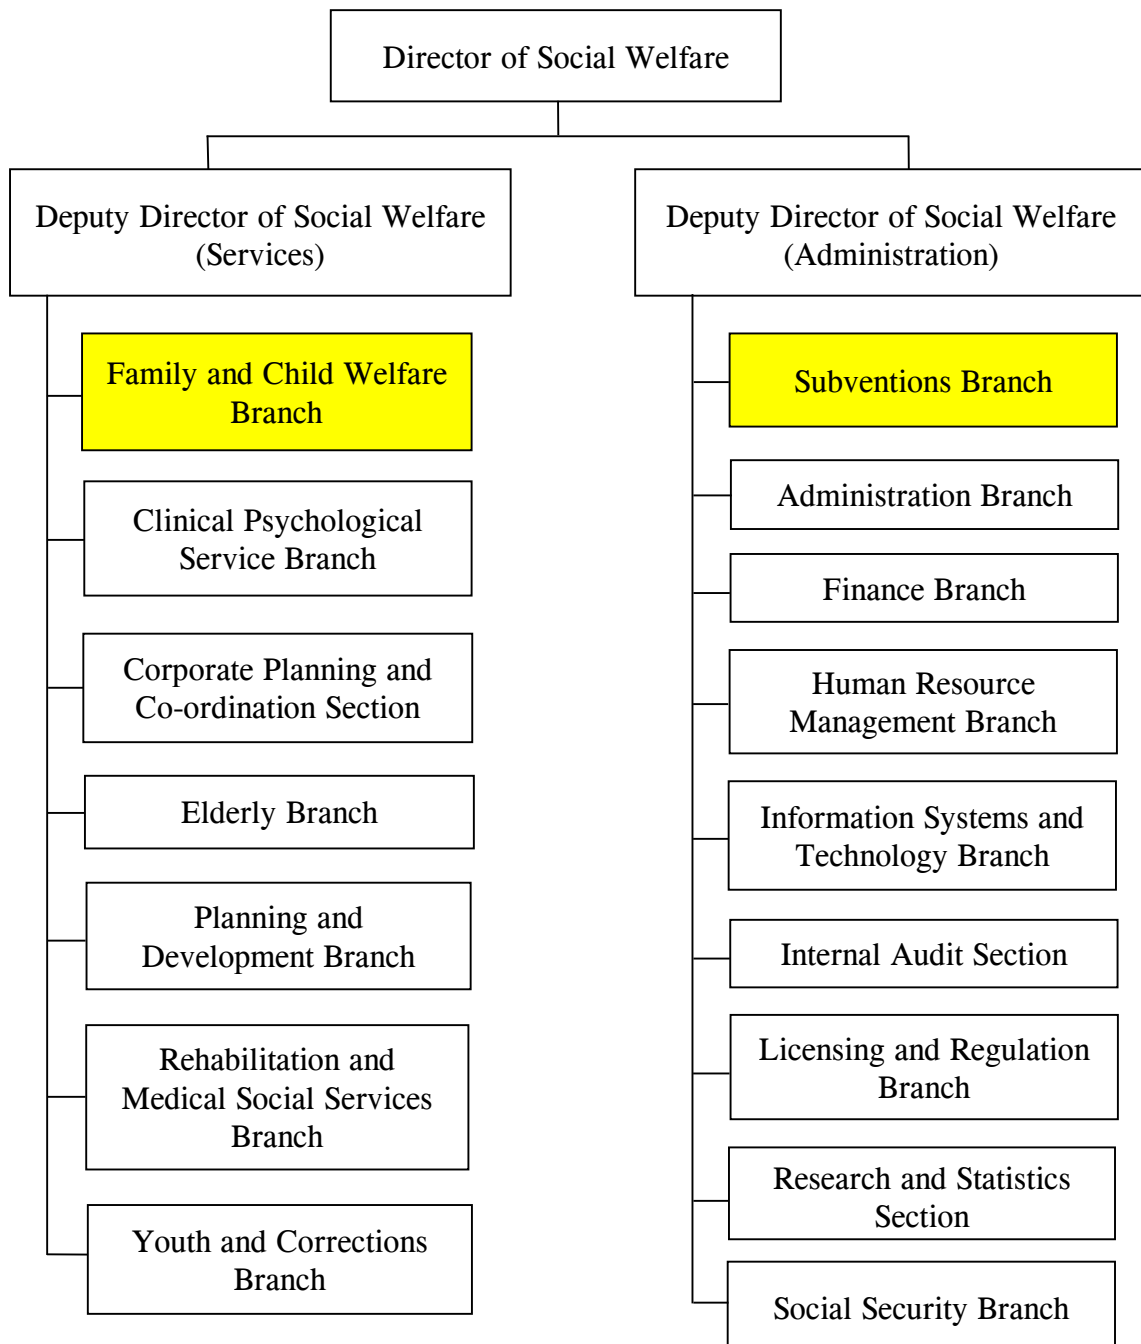 Director of Social Welfare
Deputy Director of Social Welfare
(Services)
Family and Child Welfare
Branch
Clinical Psychological
Service Branch
Corporate Planning and
Co-ordination Section
Elderly Branch
Planning and
Development Branch
Rehabilitation and
Medical Social Services
Branch
Youth and Corrections
Branch
Deputy Director of Social Welfare
(Administration)
Subventions Branch
Administration Branch
Finance Branch
Human Resource
Management Branch
Information Systems and
Technology Branch
Internal Audit Section
Licensing and Regulation
Branch
Research and Statistics
Section
Social Security Branch